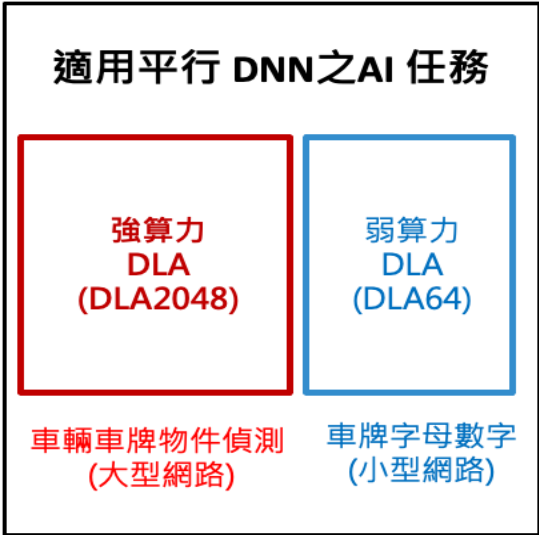 適用平行 DNN之AI 任務
強算力
DLA
(DLA2048)
弱算力
DLA
(DLA64)
車輛車牌物件偵測
(大型網路)
車牌字母數字
(小型網路)